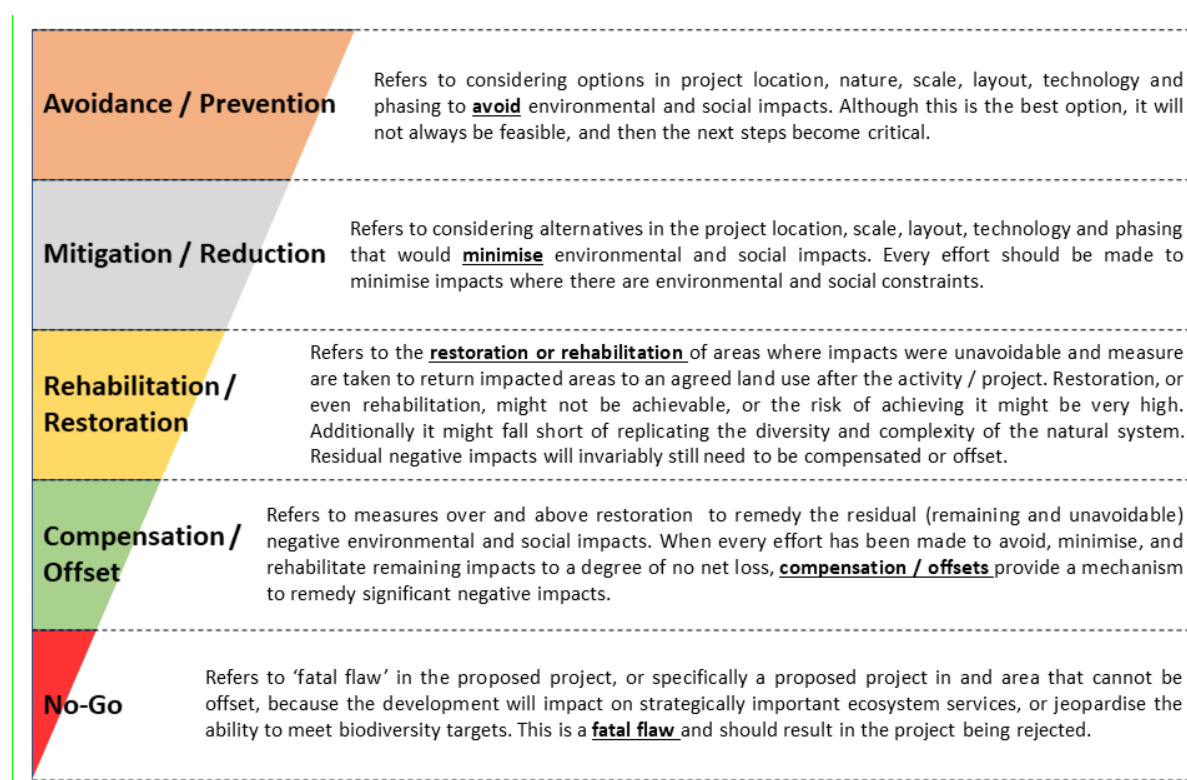 Avoidance / Prevention
Refers to considering options in project location, nature, scale, layout, technology and
phasing to avoid environmental and social impacts. Although this is the best option, it will
not always be feasible, and then the next steps become critical.
Mitigation / Reduction
Refers to considering alternatives in the project location, scale, layout, technology and phasing
that would minimise environmental and social impacts. Every effort should be made to
minimise impacts where there are environmental and social constraints.
Rehabilitation /
Restoration
Refers to the restoration or rehabilitation of areas where impacts were unavoidable and measure
are taken to return impacted areas to an agreed land use after the activity / project. Restoration, or
even rehabilitation, might not be achievable, or the risk of achieving it might be very high.
Additionally it might fall short of replicating the diversity and complexity of the natural system.
Residual negative impacts will invariably still need to be compensated or offset.
Compensation /
Offset
Refers to measures over and above restoration to remedy the residual (remaining and unavoidable)
negative environmental and social impacts. When every effort has been made to avoid, minimise, and
rehabilitate remaining impacts to a degree of no net loss, compensation / offsets provide a mechanism
to remedy significant negative impacts.
No-Go
Refers to ‘fatal flaw’ in the proposed project, or specifically a proposed project in and area that cannot be
offset, because the development will impact on strategically important ecosystem services, or jeopardise the
ability to meet biodiversity targets. This is a fatal flaw and should result in the project being rejected.